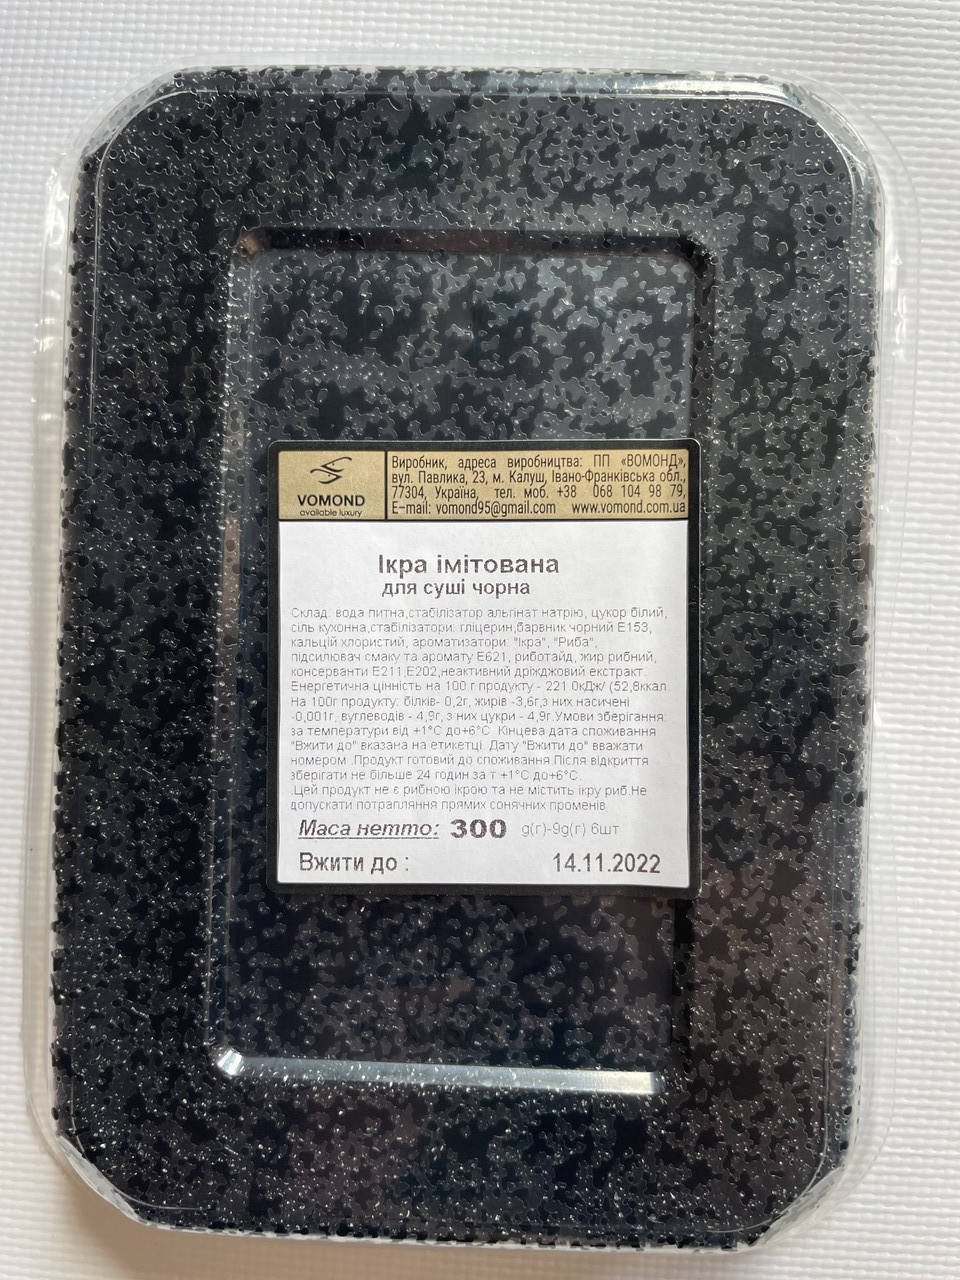 VOMOND
available luxury
Виробник, адреса виробництва: ПП «ВОМОНД»,
вул. Павлика, 23, м. Калуш, Івано-Франківська обл.,
77304, Україна, тел. моб. +38 068 104 98 79,
E-mail: vomond95@gmail.com www.vomond.com.ua
Ікра імітована
для суші чорна
Склад: вода питна,стабілізатор альгінат натрію, цукор білий,
сіль кухонна,стабілізатори: гліцерин,барвник чорний Е153,
кальцій хлористий, ароматизатори: "Ікра", "Риба",
підсилювач смаку та аромату Е621, риботайд, жир рибний,
консерванти Е211,Е202,неактивний дріжджовий екстракт.
Енергетична цінність на 100 г продукту - 221.0кДж/ (52,8ккал.
На 100г продукту: білків- 0,2г, жирів -3,6г,з них насичені
-0,001г, вуглеводів - 4,9г, з них цукри - 4,9г.Умови зберігання:
за температури від +1°С до+6°С. Кінцева дата споживання
"Вжити до" вказана на етикетці. Дату "Вжити до" вважати
номером .Продукт готовий до споживання.Після відкриття
зберігати не більше 24 годин за т +1°С до+6°С.
.Цей продукт не є рибною ікрою та не містить ікру риб.Не
допускати потрапляння прямих сонячних променів.
Маса нетто: 300 g(г)-9g(г) 6шт
Вжити до : 14.11.2022